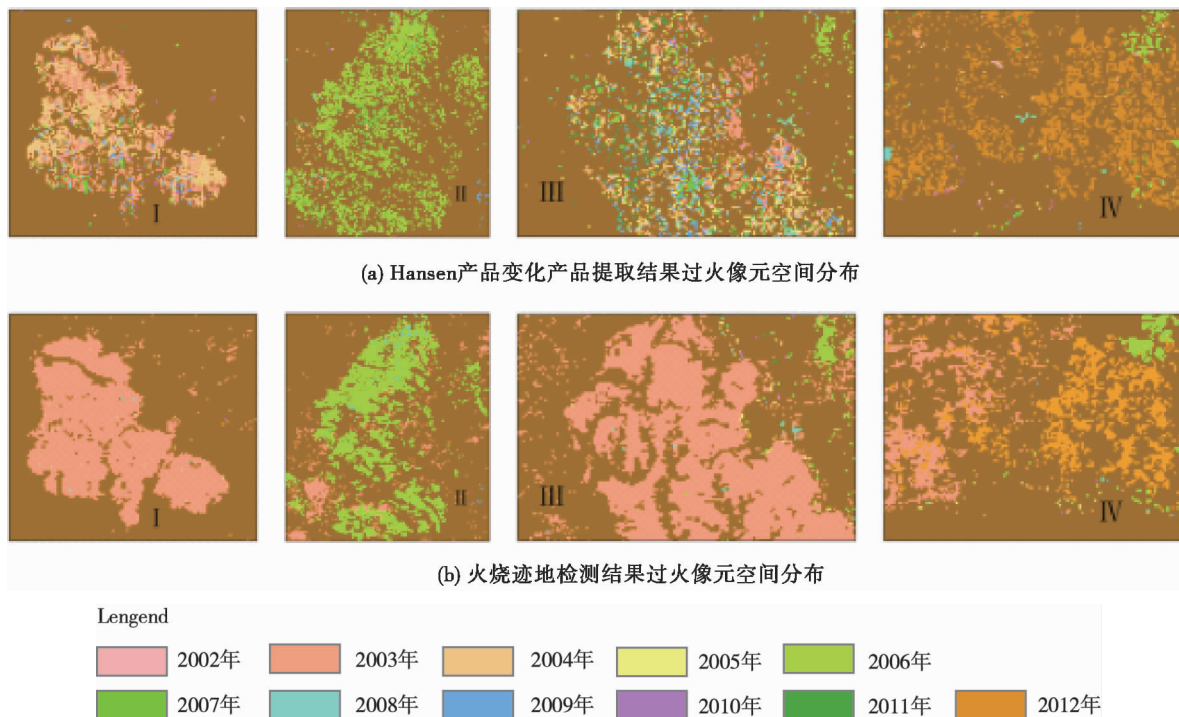 I II III IV
(a) Hansen产品变化产品提取结果过火像元空间分布
I II III IV
(b) 火烧迹地检测结果过火像元空间分布
Lengend
2002年 2003年 2004年 2005年 2006年
2007年 2008年 2009年 2010年 2011年 2012年